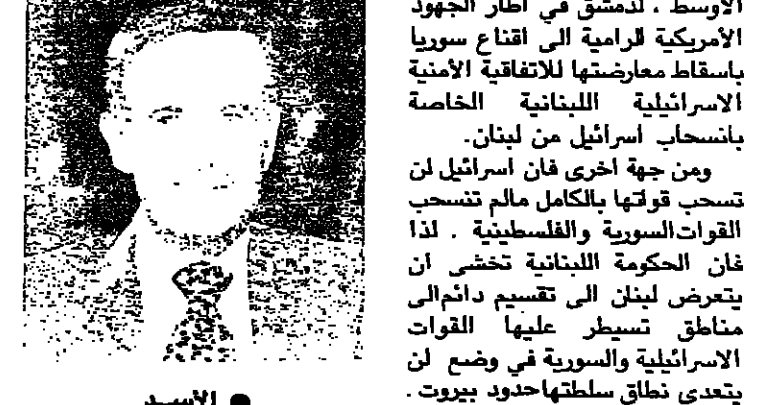 الأوسط ، لدمشق في اطار الجهود
الأمريكية الرامية الى اقناع سوريا
باسقاط معارضتها للاتفاقية الأمنية
الاسرائيلية اللبنانية الخاصة
بانسحاب اسرائيل من لبنان.
ومن جهة اخرى فان اسرائيل لن
تسحب قواتها بالكامل مالم تنسحب
القوات السورية والفلسطينية . لذا
فان الحكومة اللبنانية تخشى ان
يتعرض لبنان الى تقسيم دائم الى
مناطق تسيطر عليها القوات
الاسرائيلية والسورية في وضع لن
يتعدى نطاق سلطتها حدود بيروت .
● الأسد